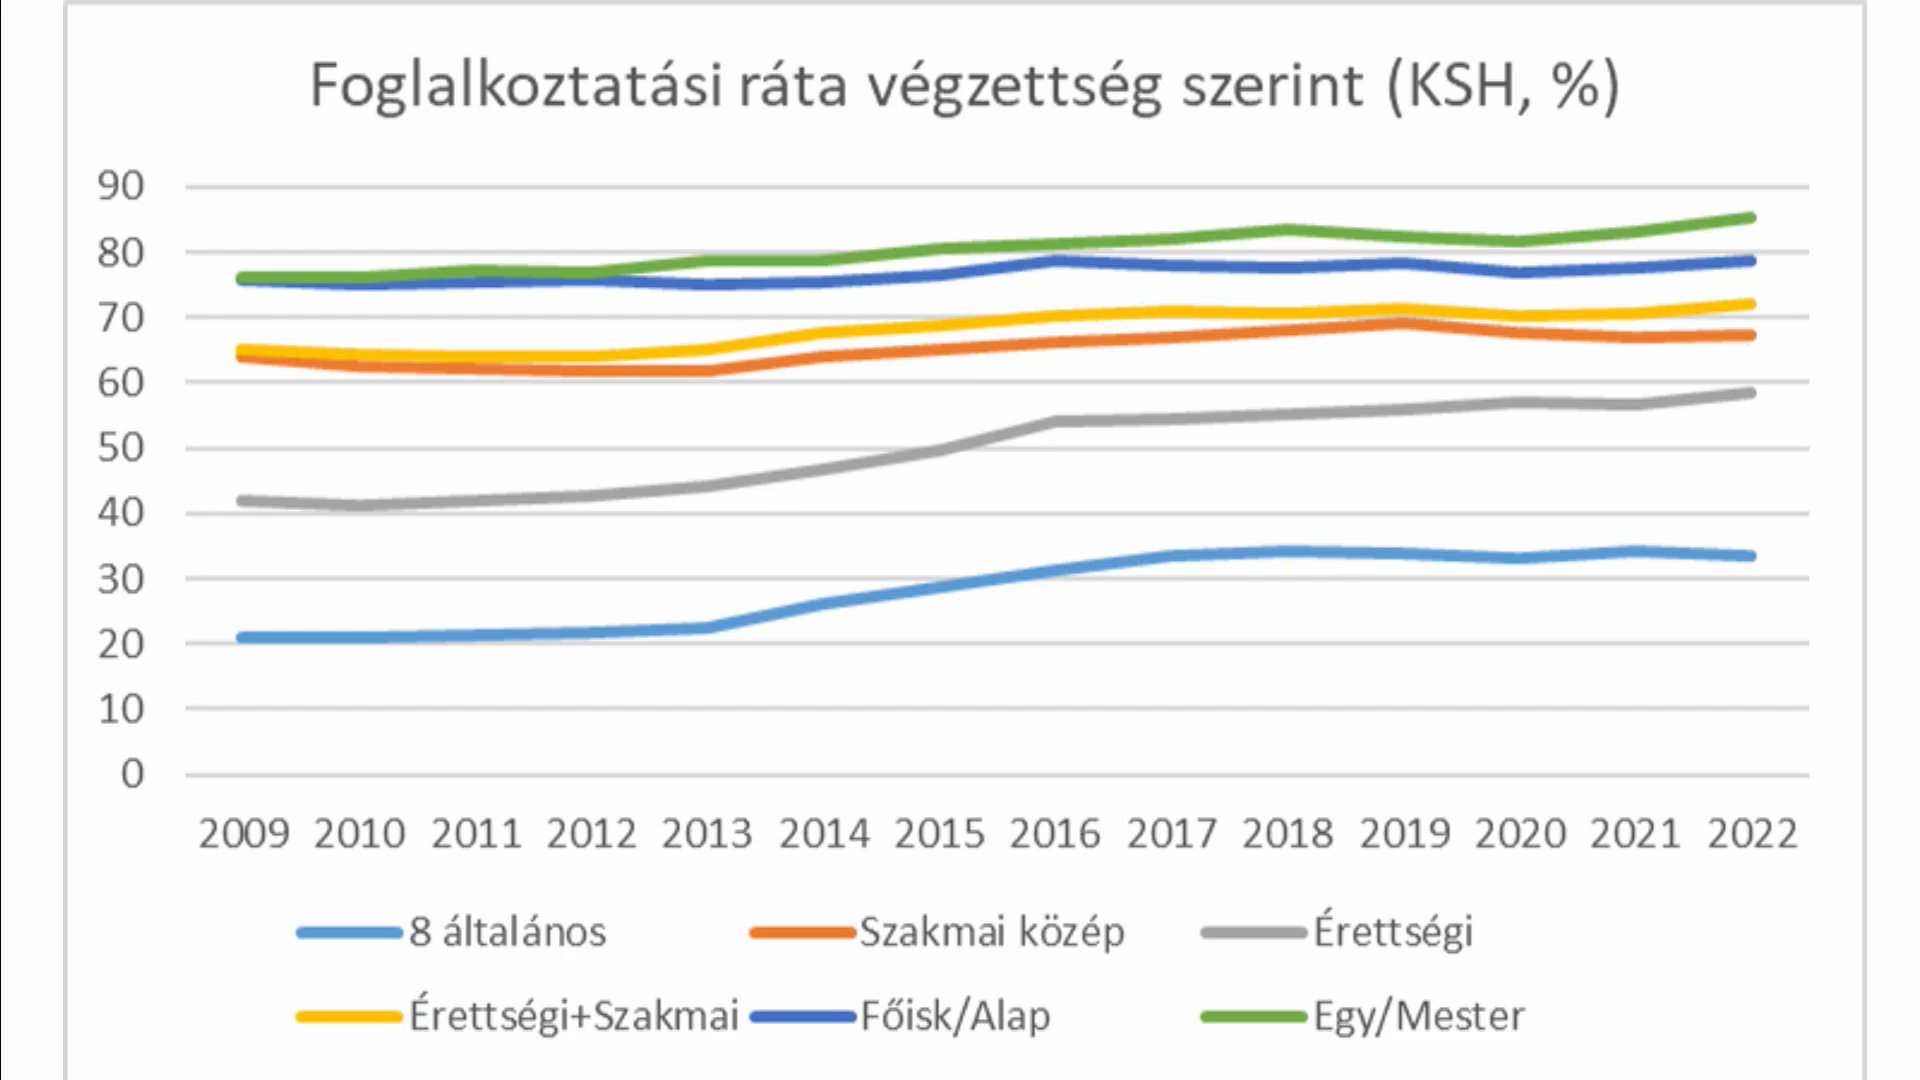 Foglalkoztatási ráta végzettség szerint (KSH, %)
90
80
70
60
50
40
30
20
10
0
2009 2010 2011 2012 2013 2014 2015 2016 2017 2018 2019 2020 2021 2022
8 általános Szakmai közép Érettségi
Érettségi+Szakmai Főisk/Alap Egy/Mester